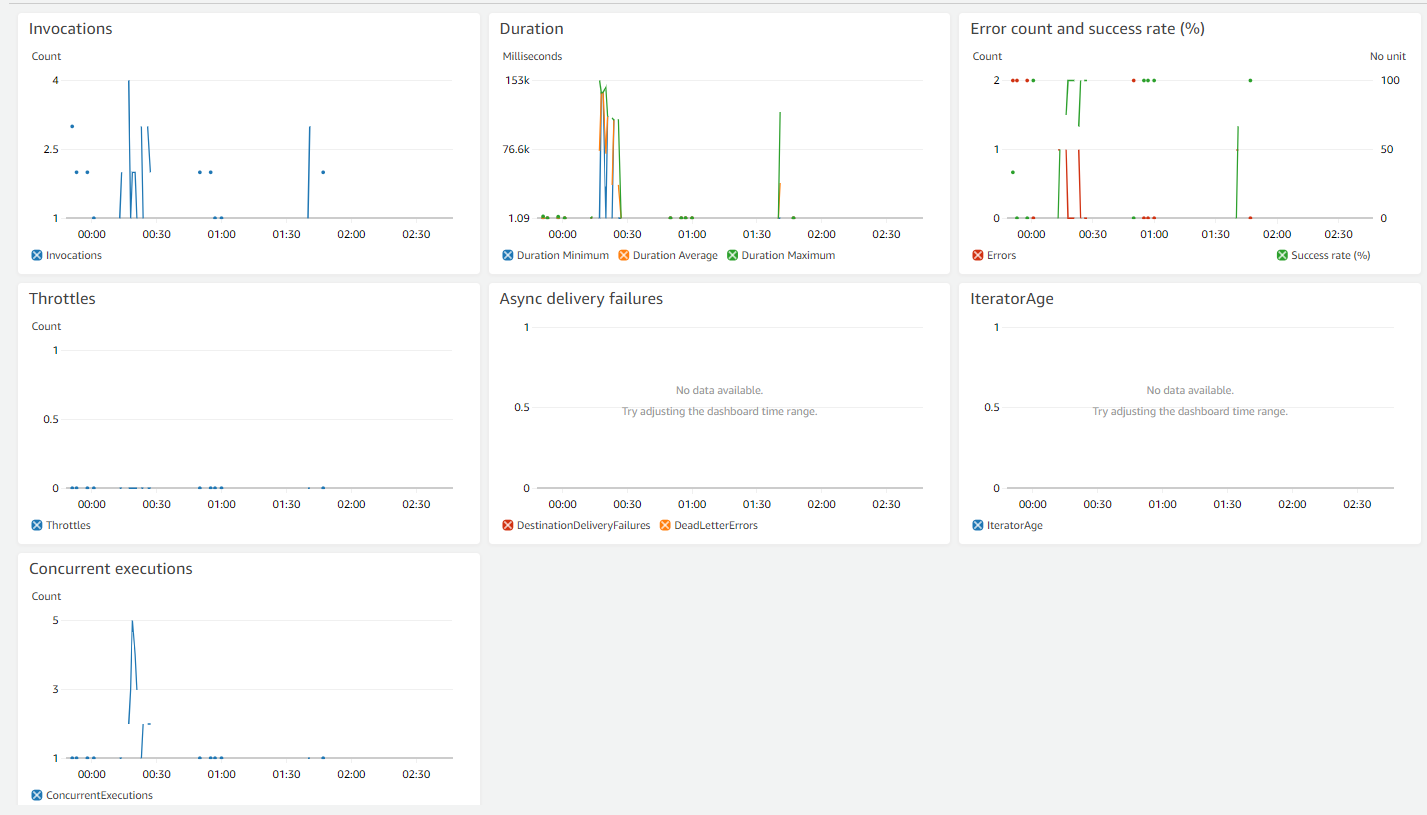 Invocations
Count
4
2.5
1
00:00 00:30 01:00 01:30 02:00 02:30
Invocations
Duration
Milliseconds
153k
76.6k
1.09
00:00 00:30 01:00 01:30 02:00 02:30
Duration Minimum Duration Average Duration Maximum
Error count and success rate (%)
Count No unit
2 100
1 50
0 0
00:00 00:30 01:00 01:30 02:00 02:30
Errors Success rate (%)
Throttles
Count
1
0.5
0
00:00 00:30 01:00 01:30 02:00 02:30
Throttles
Async delivery failures
1
No data available.
0.5
Try adjusting the dashboard time range.
0
00:00 00:30 01:00 01:30 02:00 02:30
DestinationDeliveryFailures DeadLetterErrors
IteratorAge
1
No data available.
0.5
Try adjusting the dashboard time range.
0
00:00 00:30 01:00 01:30 02:00 02:30
IteratorAge
Concurrent executions
Count
5
3
1
00:00 00:30 01:00 01:30 02:00 02:30
ConcurrentExecutions